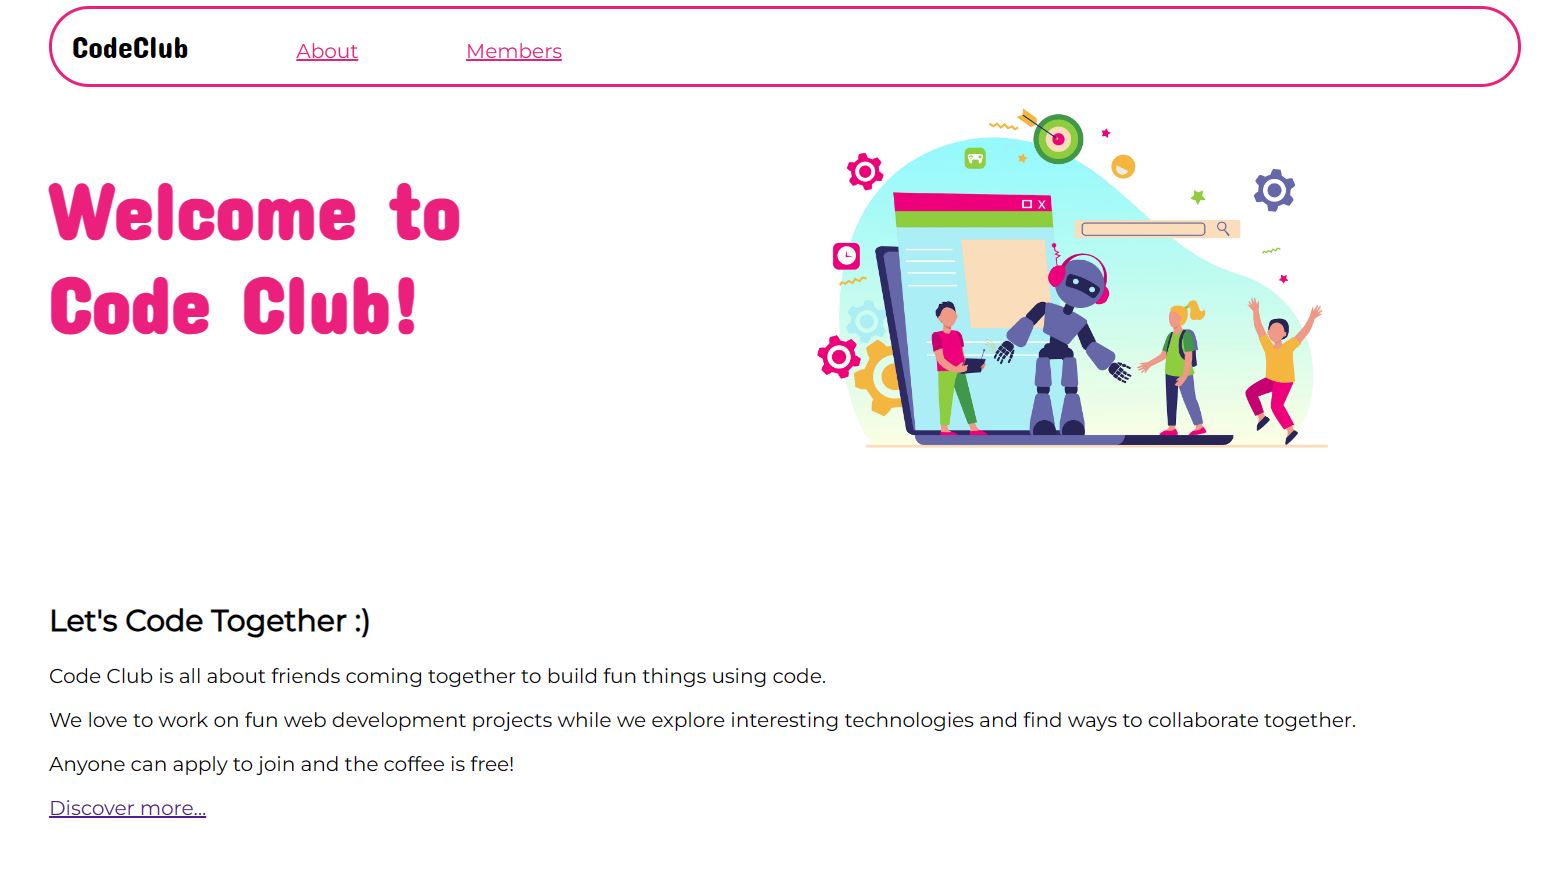 CodeClub
About
Members
Welcome to
Code Club!
X
Let's Code Together :)
Code Club is all about friends coming together to build fun things using code.
We love to work on fun web development projects while we explore interesting technologies and find ways to collaborate together.
Anyone can apply to join and the coffee is free!
Discover more...